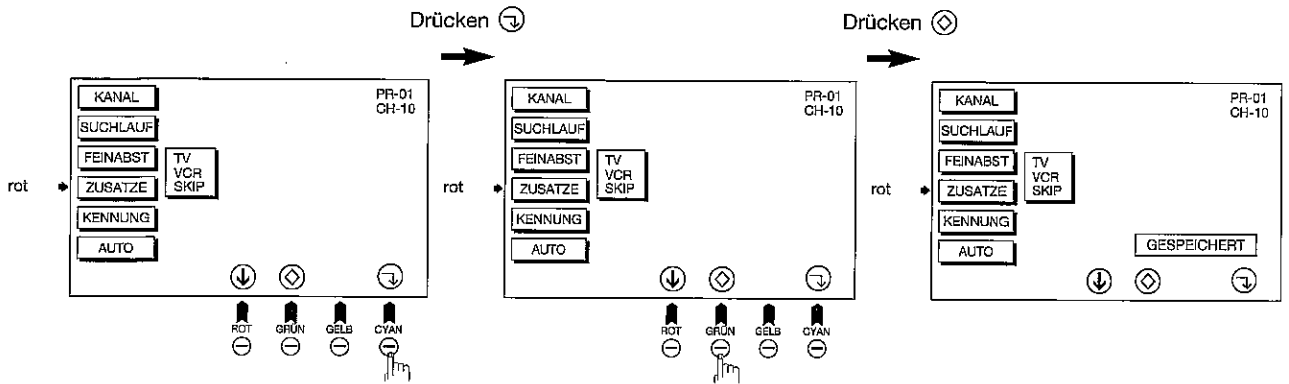 Drücken
Drücken
KANAL
PR-01
CH-10
SUCHLAUF
FEINABST
TV
VCR
SKIP
rot
ZUSATZE
KENNUNG
AUTO
ROT
GRÜN
GELB
CYAN
KANAL
PR-01
CH-10
SUCHLAUF
FEINABST
TV
VCR
SKIP
rot
ZUSATZE
KENNUNG
AUTO
ROT
GRÜN
GELB
CYAN
KANAL
PR-01
CH-10
SUCHLAUF
FEINABST
TV
VCR
SKIP
rot
ZUSATZE
KENNUNG
AUTO
GESPEICHERT